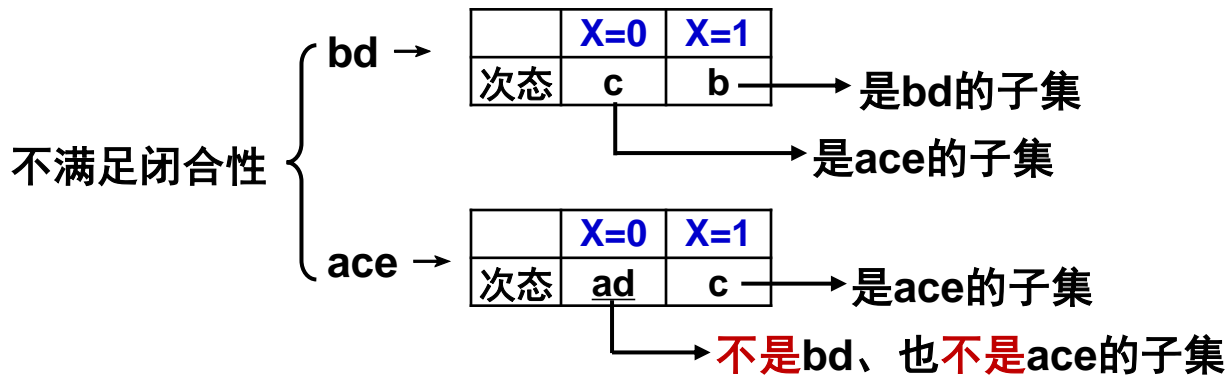 X=0 X=1
bd → 次态 c b 是bd的子集
是ace的子集
不满足闭合性
X=0 X=1
ace → 次态 ad c 是ace的子集
不是bd、也不是ace的子集